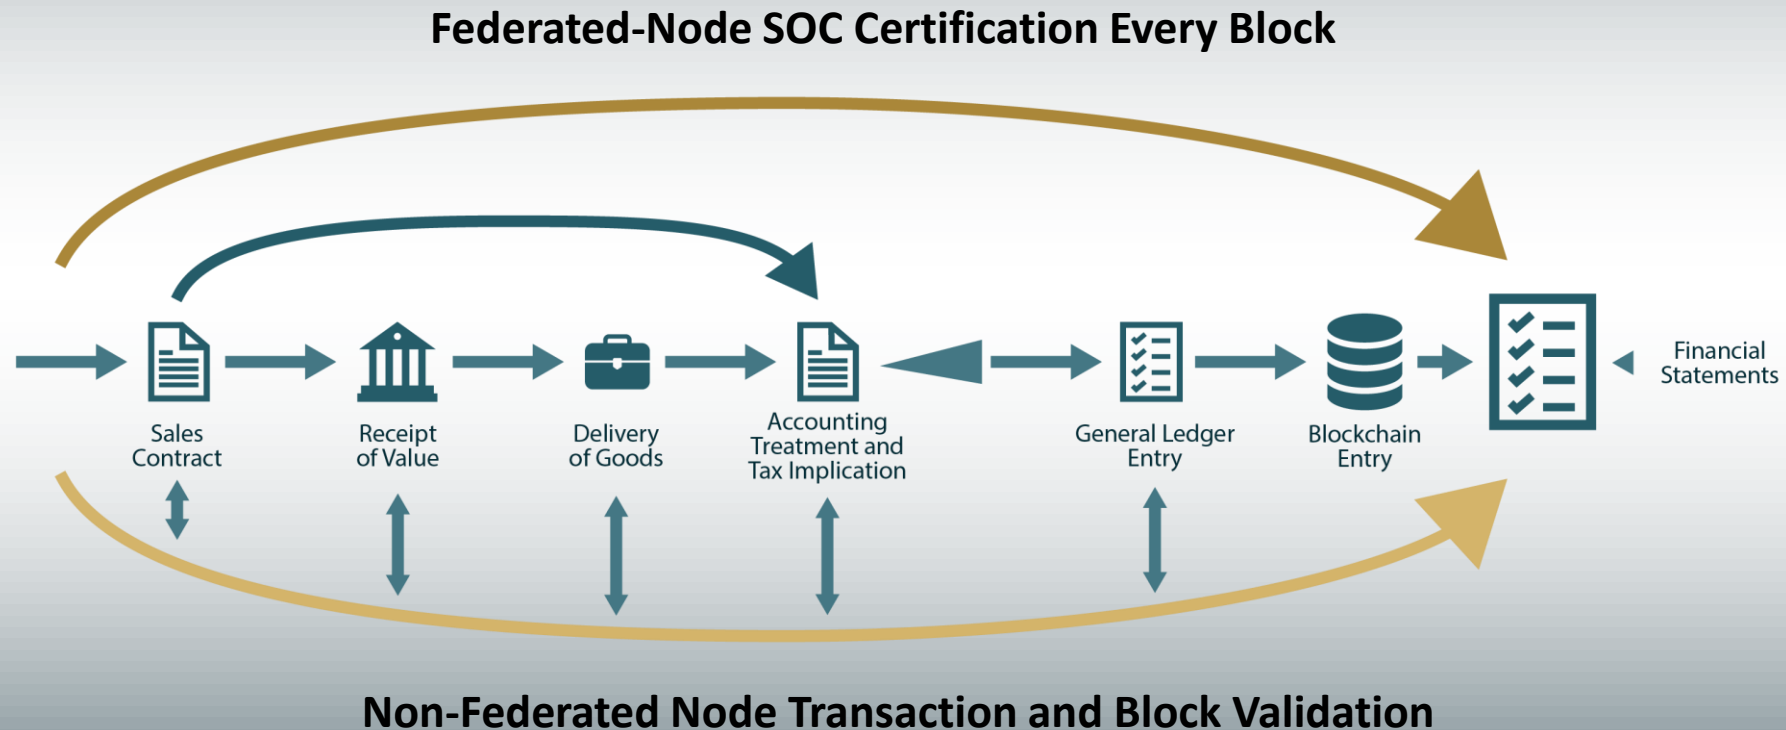 Federated-Node SOC Certification Every Block
Sales
Contract
Receipt
of Value
Delivery
of Goods
Accounting
Treatment and
Tax Implication
General Ledger
Entry
Blockchain
Entry
Financial
Statements
Non-Federated Node Transaction and Block Validation